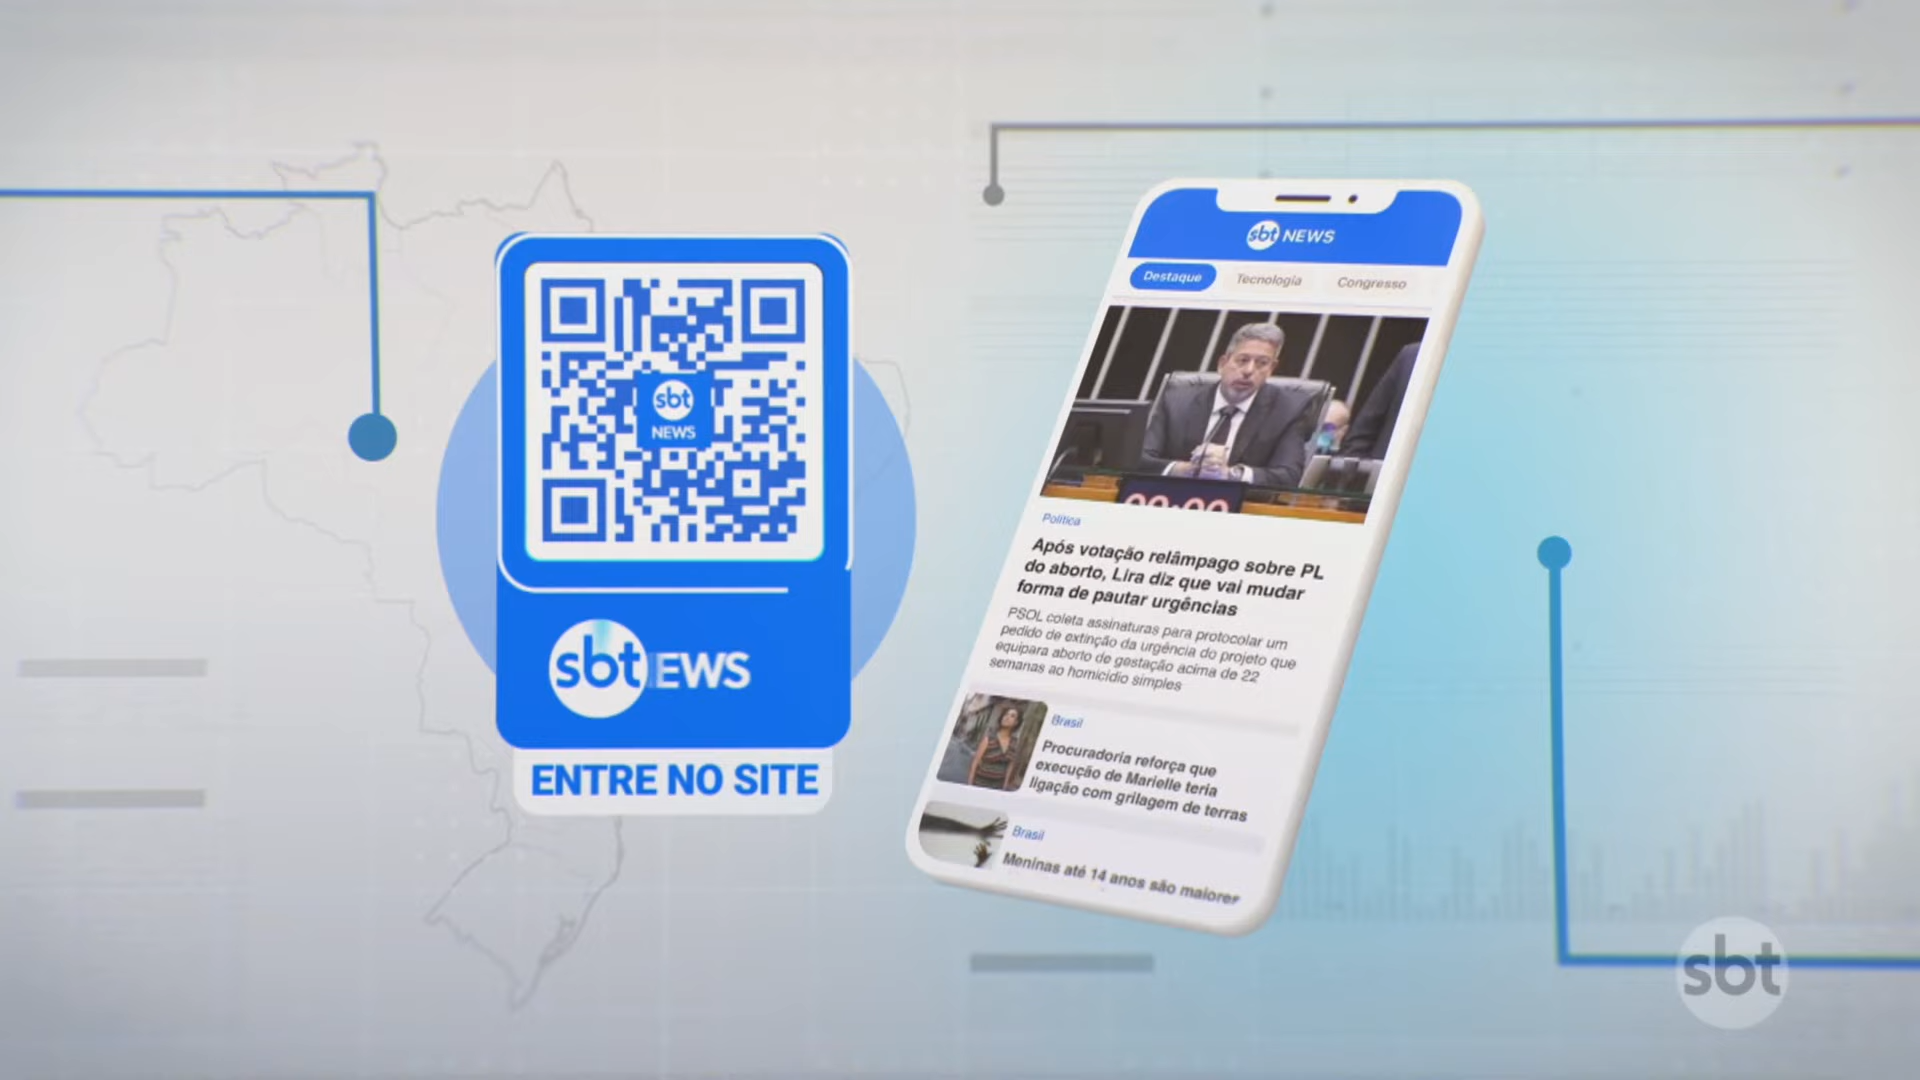 sbt
NEWS
sbt EWS
ENTRE NO SITE
sbt NEWS
Destaque Tecnologia Congresso
00:00
Política
Após votação relâmpago sobre PL
do aborto, Lira diz que vai mudar
forma de pautar urgências
PSOL coleta assinaturas para protocolar um
pedido de extinção da urgência do projeto que
equipara aborto de gestação acima de 22
semanas ao homicídio simples
Brasil
Procuradoria reforça que
execução de Marielle teria
ligação com grilagem de terras
Brasil
Meninas até 14 anos são maiores
sbt